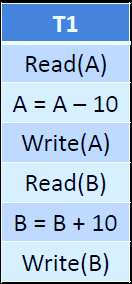 T1
Read(A)
A = A – 10
Write(A)
Read(B)
B = B + 10
Write(B)